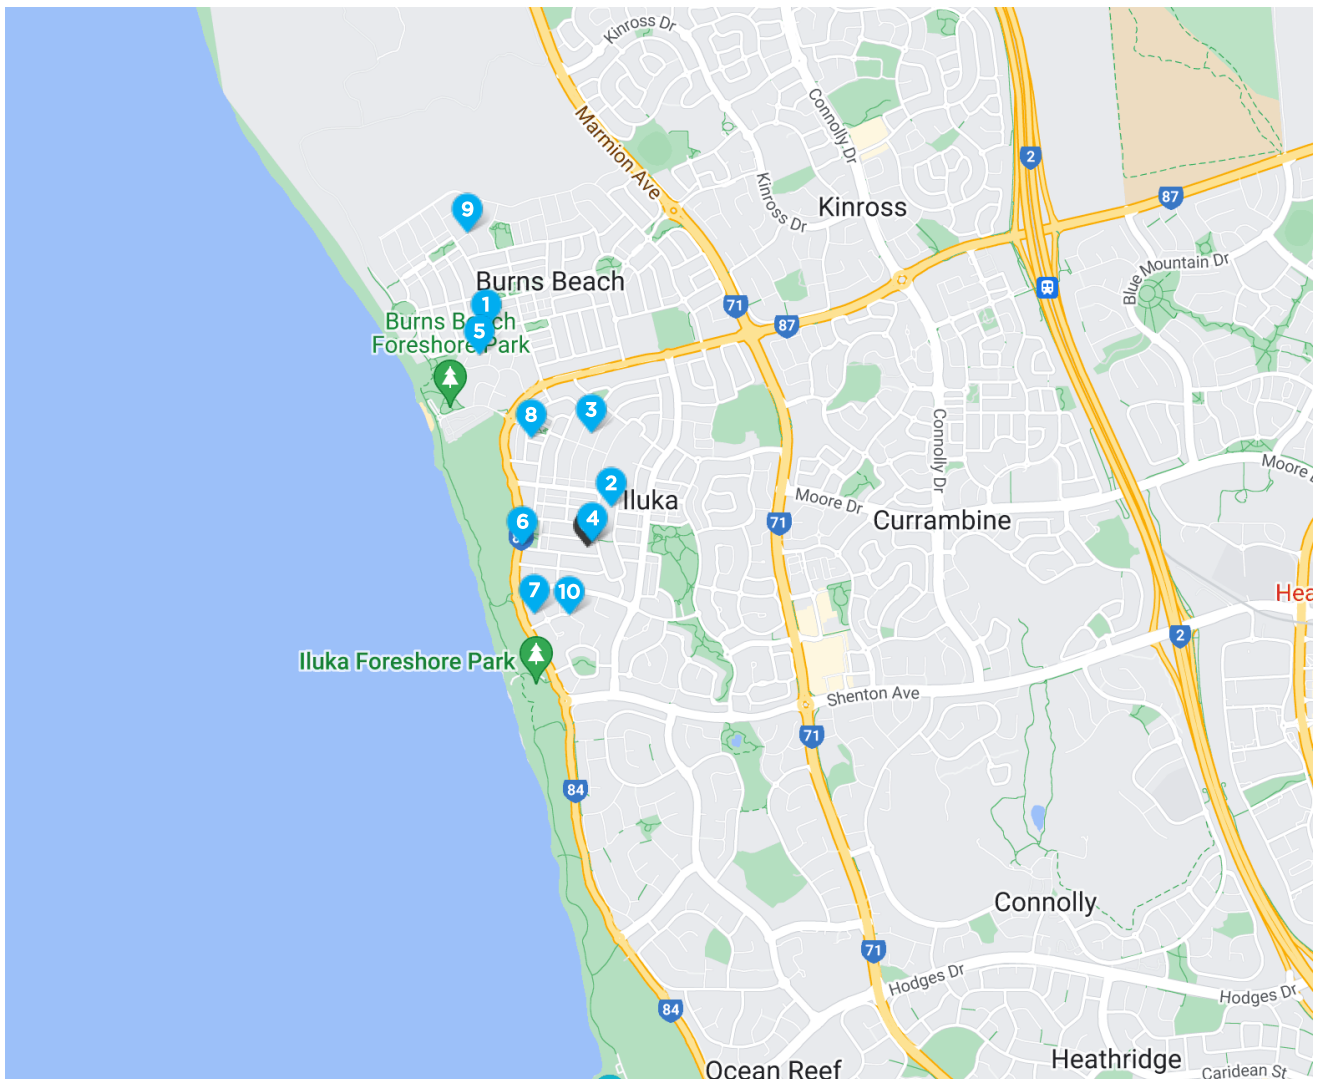 Kinross Dr
Marmion Ave
Connolly Dr
2
87
Kinross Dr
Kinross
9
Blue Mountain Dr
Burns Beach
1
71
87
Burns Beach
5
Foreshore Park
8
3
Connolly Dr
Moore
2
Iluka
Moore Dr
6
4
71
Currambine
8
7
10
Hea
2
Iluka Foreshore Park
Shenton Ave
71
84
Connolly
71
Hodges Dr
Hodges Dr
84
Ocean Reef
Heathridge
Caridean St